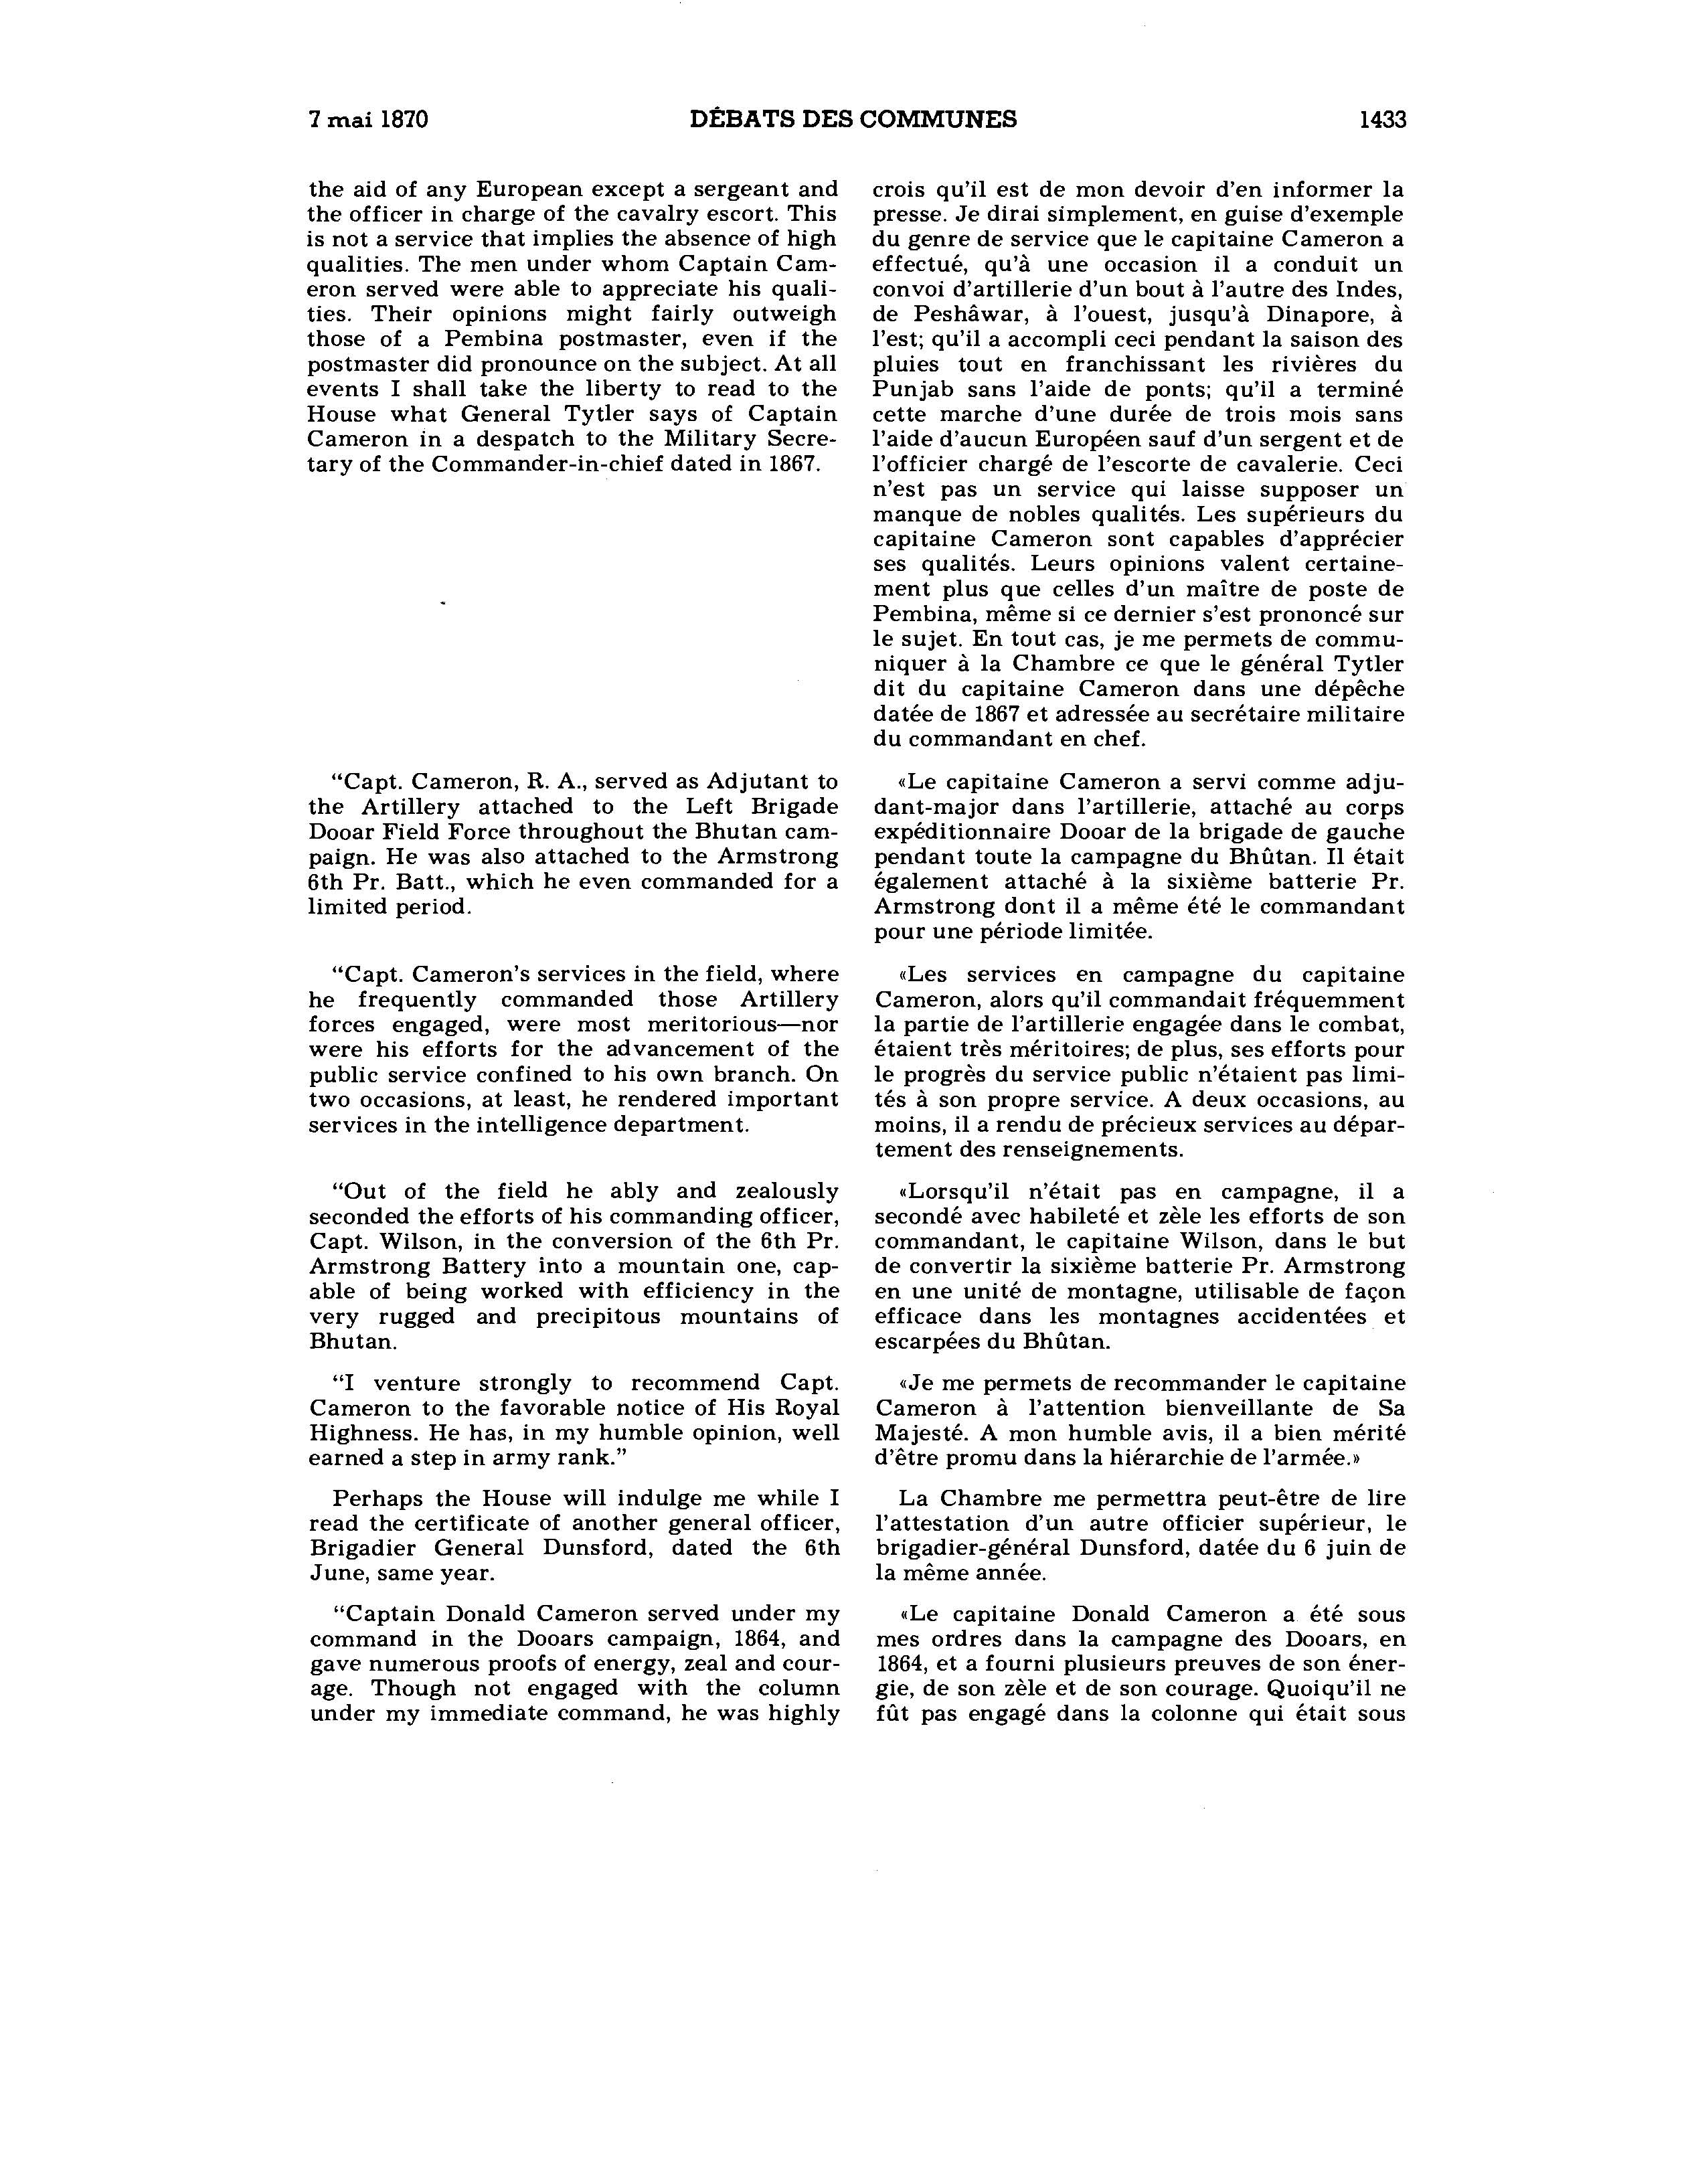 7 mai 1870
DÉBATS DES COMMUNES
1433
the aid of any European except a sergeant and
the officer in charge of the cavalry escort. This
is not a service that implies the absence of high
qualities. The men under whom Captain Cam-
eron served were able to appreciate his quali-
ties. Their opinions might fairly outweigh
those of a Pembina postmaster, even if the
postmaster did pronounce on the subject. At all
events I shall take the liberty to read to the
House what General Tytler says of Captain
Cameron in a despatch to the Military Secre-
tary of the Commander-in-chief dated in 1867.
“Capt. Cameron, R. A., served as Adjutant to
the Artillery attached to the Left Brigade
Dooar Field Force throughout the Bhutan cam-
paign. He was also attached to the Armstrong
6th Pr. Batt., which he even commanded for a
limited period.
“Capt. Cameron’s services in the field, where
he frequently commanded those Artillery
forces engaged, were most meritorious—nor
were his efforts for the advancement of the
public service confined to his own branch. On
two occasions, at least, he rendered important
services in the intelligence department.
“Out of the field he ably and zealously
seconded the efforts of his commanding officer,
Capt. Wilson, in the conversion of the 6th Pr.
Armstrong Battery into a mountain one, cap-
able of being worked with efficiency in the
very rugged and precipitous mountains of
Bhutan.
“I venture strongly to recommend Capt.
Cameron to the favorable notice of His Royal
Highness. He has, in my humble opinion, well
earned a step in army rank.”
Perhaps the House will indulge me while I
read the certificate of another general officer,
Brigadier General Dunsford, dated the 6th
June, same year.
“Captain Donald Cameron served under my
command in the Dooars campaign, 1864, and
gave numerous proofs of energy, zeal and cour-
age. Though not engaged with the column
under my immediate command, he was highly
crois qu’il est de mon devoir d’en informer la
presse. Je dirai simplement, en guise d’exemple
du genre de service que le capitaine Cameron a
effectué, qu’à une occasion il a conduit un
convoi d’artillerie d’un bout à l’autre des Indes,
de Peshâwar, à l’ouest, jusqu’à Dinapore, à
l’est; qu’il a accompli ceci pendant la saison des
pluies tout en franchissant les rivières du
Punjab sans l’aide de ponts; qu’il a terminé
cette marche d’une durée de trois mois sans
l’aide d’aucun Européen sauf d’un sergent et de
l’officier chargé de l’escorte de cavalerie. Ceci
n’est pas un service qui laisse supposer un
manque de nobles qualités. Les supérieurs du
capitaine Cameron sont capables d’apprécier
ses qualités. Leurs opinions valent certaine-
ment plus que celles d’un maître de poste de
Pembina, même si ce dernier s’est prononcé sur
le sujet. En tout cas, je me permets de commu-
niquer à la Chambre ce que le général Tytler
dit du capitaine Cameron dans une dépêche
datée de 1867 et adressée au secrétaire militaire
du commandant en chef.
«Le capitaine Cameron a servi comme adju-
dant-major dans l’artillerie, attaché au corps
expéditionnaire Dooar de la brigade de gauche
pendant toute la campagne du Bhûtan. Il était
également attaché à la sixième batterie Pr.
Armstrong dont il a même été le commandant
pour une période limitée.
«Les services en campagne du capitaine
Cameron, alors qu’il commandait fréquemment
la partie de l’artillerie engagée dans le combat,
étaient très méritoires; de plus, ses efforts pour
le progrès du service public n’étaient pas limi-
tés à son propre service. A deux occasions, au
moins, il a rendu de précieux services au dépar-
tement des renseignements.
«Lorsqu’il n’était pas en campagne, il a
secondé avec habileté et zèle les efforts de son
commandant, le capitaine Wilson, dans le but
de convertir la sixième batterie Pr. Armstrong
en une unité de montagne, utilisable de façon
efficace dans les montagnes accidentées et
escarpées du Bhûtan.
«Je me permets de recommander le capitaine
Cameron à l’attention bienveillante de Sa
Majesté. A mon humble avis, il a bien mérité
d’être promu dans la hiérarchie de l’armée.»
La Chambre me permettra peut-être de lire
l’attestation d’un autre officier supérieur, le
brigadier-général Dunsford, datée du 6 juin de
la même année.
«Le capitaine Donald Cameron a été sous
mes ordres dans la campagne des Dooars, en
1864, et a fourni plusieurs preuves de son éner-
gie, de son zèle et de son courage. Quoiqu’il ne
fût pas engagé dans la colonne qui était sous